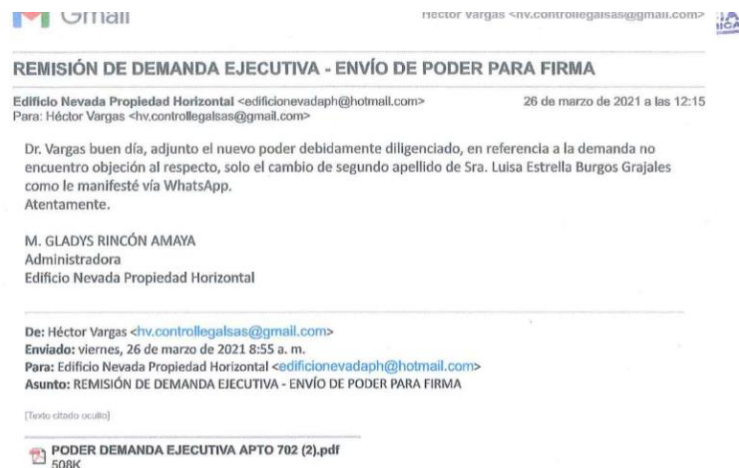 Gmail
Héctor Vargas <hv.controllegalsas@gmail.com>
REMISIÓN DE DEMANDA EJECUTIVA - ENVÍO DE PODER PARA FIRMA
Edificio Nevada Propiedad Horizontal <edificionevadaph@hotmail.com> 26 de marzo de 2021 a las 12:15
Para: Héctor Vargas <hv.controllegalsas@gmail.com>
Dr. Vargas buen día, adjunto el nuevo poder debidamente diligenciado, en referencia a la demanda no
encuentro objeción al respecto, solo el cambio de segundo apellido de Sra. Luisa Estrella Burgos Grajales
como le manifesté vía WhatsApp.
Atentamente.
M. GLADYS RINCÓN AMAYA
Administradora
Edificio Nevada Propiedad Horizontal
De: Héctor Vargas <hv.controllegalsas@gmail.com>
Enviado: viernes, 26 de marzo de 2021 8:55 a. m.
Para: Edificio Nevada Propiedad Horizontal <edificionevadaph@hotmail.com>
Asunto: REMISIÓN DE DEMANDA EJECUTIVA - ENVÍO DE PODER PARA FIRMA
[Texto citado oculto]
PODER DEMANDA EJECUTIVA APTO 702 (2).pdf
508K